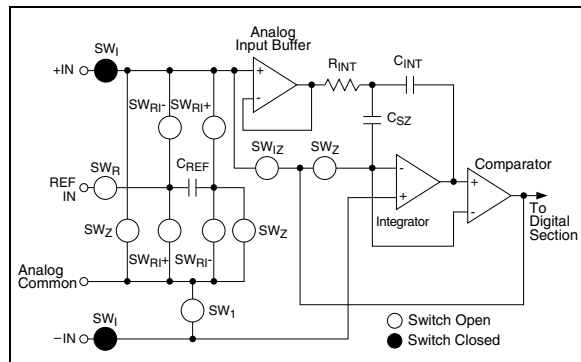 Analog
Input Buffer
SWI
+IN
RINT
CINT
CSZ
SWRI- SWRI+
SWIZ SWZ
SWR
CREF
REF
IN
Comparator
Integrator
To
Digital
Section
SWZ
SWRI+ SWRI-
SWZ
Analog
Common
SW1
SWI
–IN
Switch Open
Switch Closed
+
-
-
+
+
-